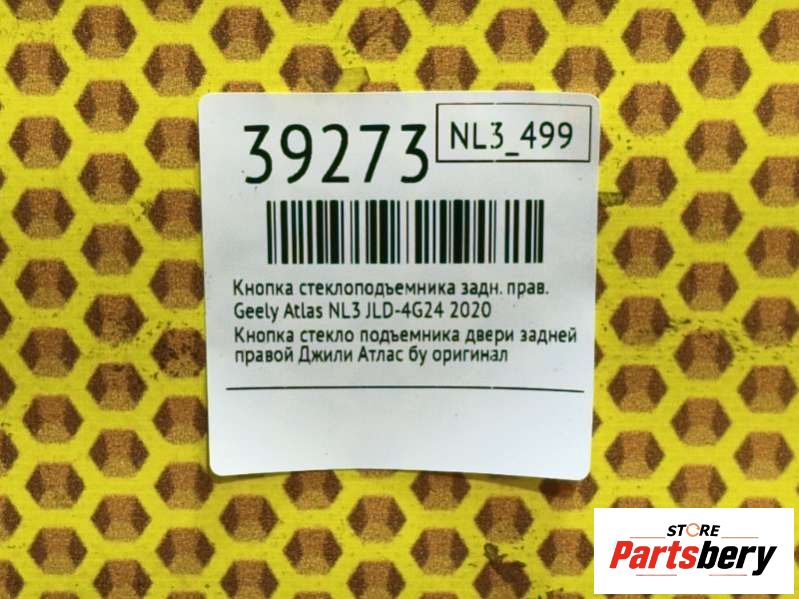 39273
NL3_499
Кнопка стеклоподъемника задн. прав.
Geely Atlas NL3 JLD-4G24 2020
Кнопка стекло подъемника двери задней
правой Джили Атлас бу оригинал
STORE
Partsbery